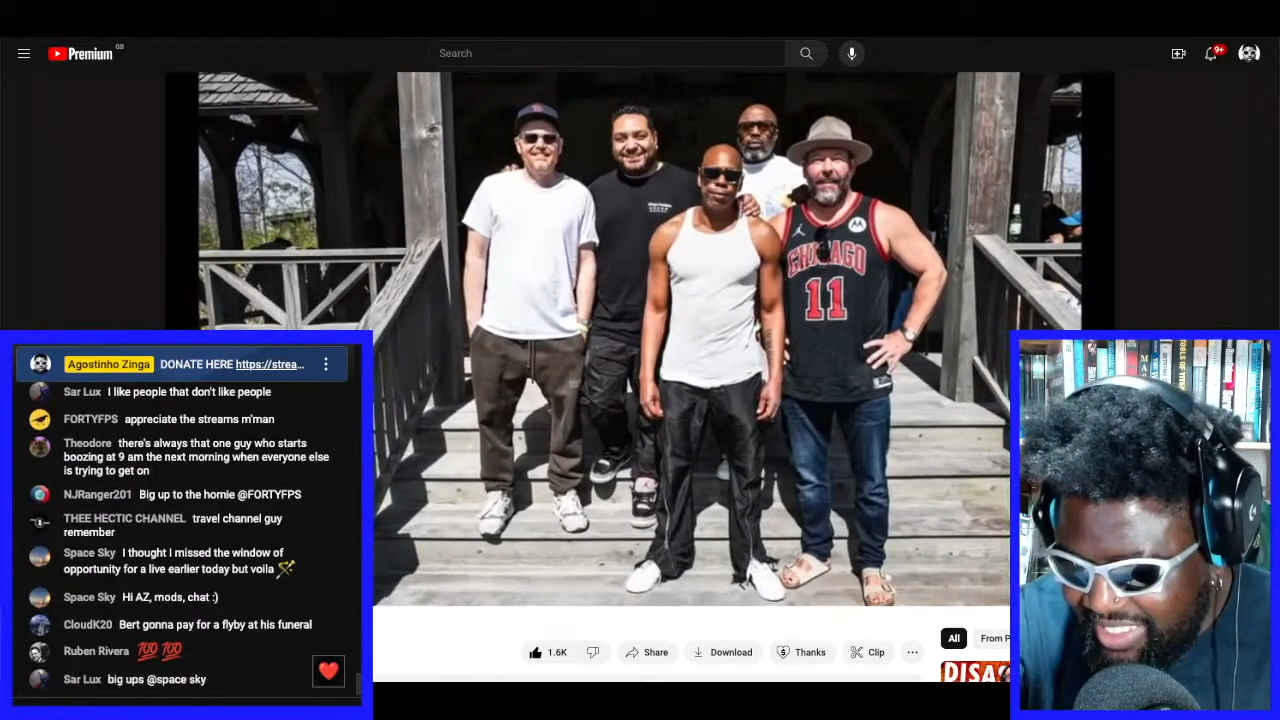 Premium GB
Search
9+
CHICAGO
11
Agostinho Zinga DONATE HERE https://strea...
Sar Lux I like people that don't like people
FORTYFPS appreciate the streams m'man
Theodore there's always that one guy who starts
boozing at 9 am the next morning when everyone else
is trying to get on
NJRanger201 Big up to the hornie @FORTYFPS
THEE HECTIC CHANNEL travel channel guy
remember
Space Sky I thought I missed the window of
opportunity for a live earlier today but voila
Space Sky Hi AZ, mods, chat :)
CloudK20 Bert gonna pay for a flyby at his funeral
Ruben Rivera 100 100
Sar Lux big ups @space sky
1.6K
Share
Download
Thanks
Clip
All
From P
DISA